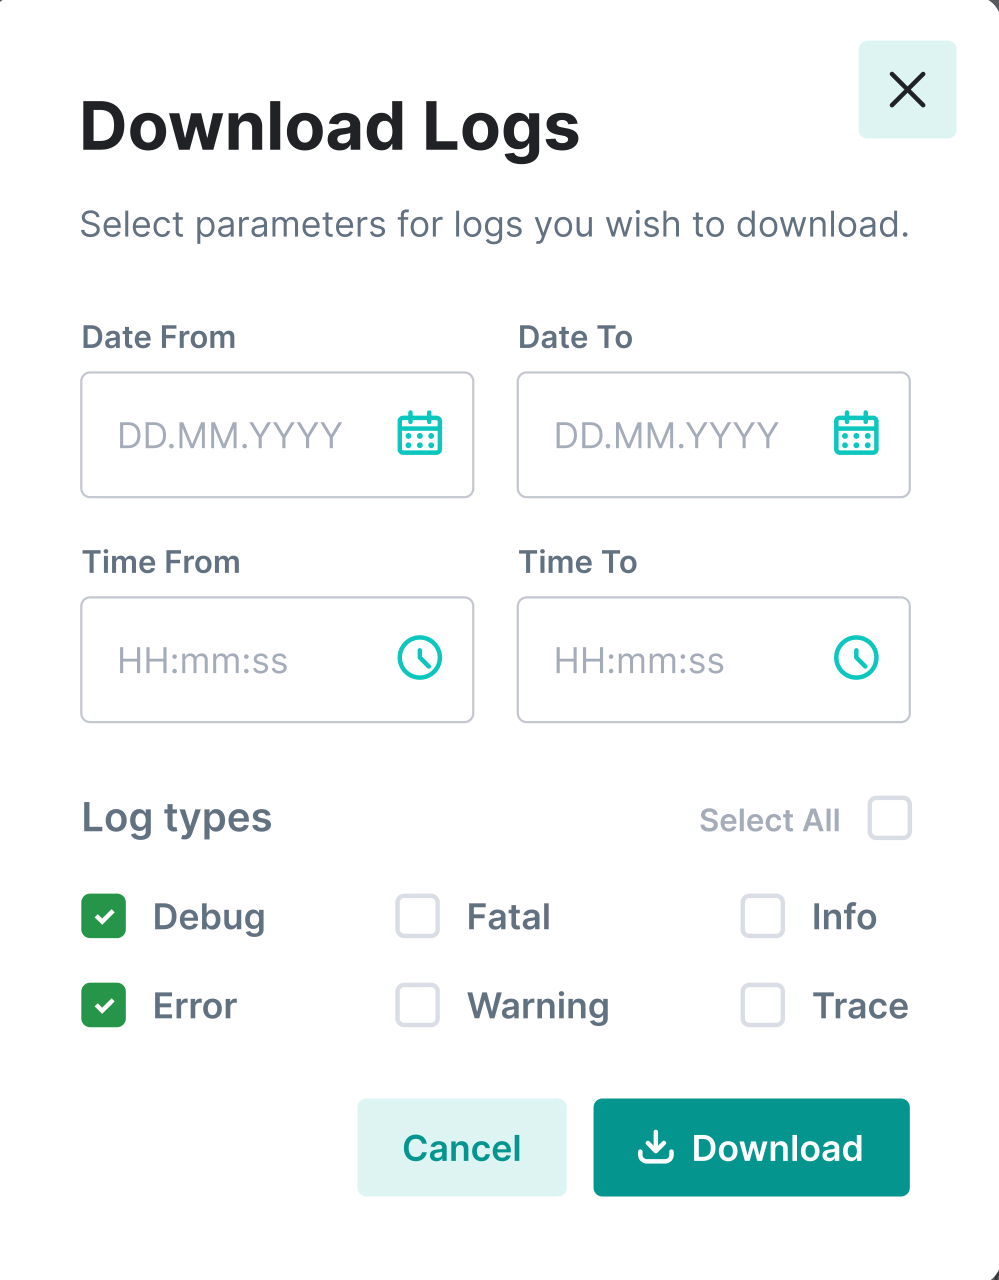 Download Logs
Select parameters for logs you wish to download.
Date From
Date To
DD.MM.YYYY
DD.MM.YYYY
Time From
Time To
HH:mm:ss
HH:mm:ss
Log types
Select All
Debug
Fatal
Info
Error
Warning
Trace
Cancel
Download